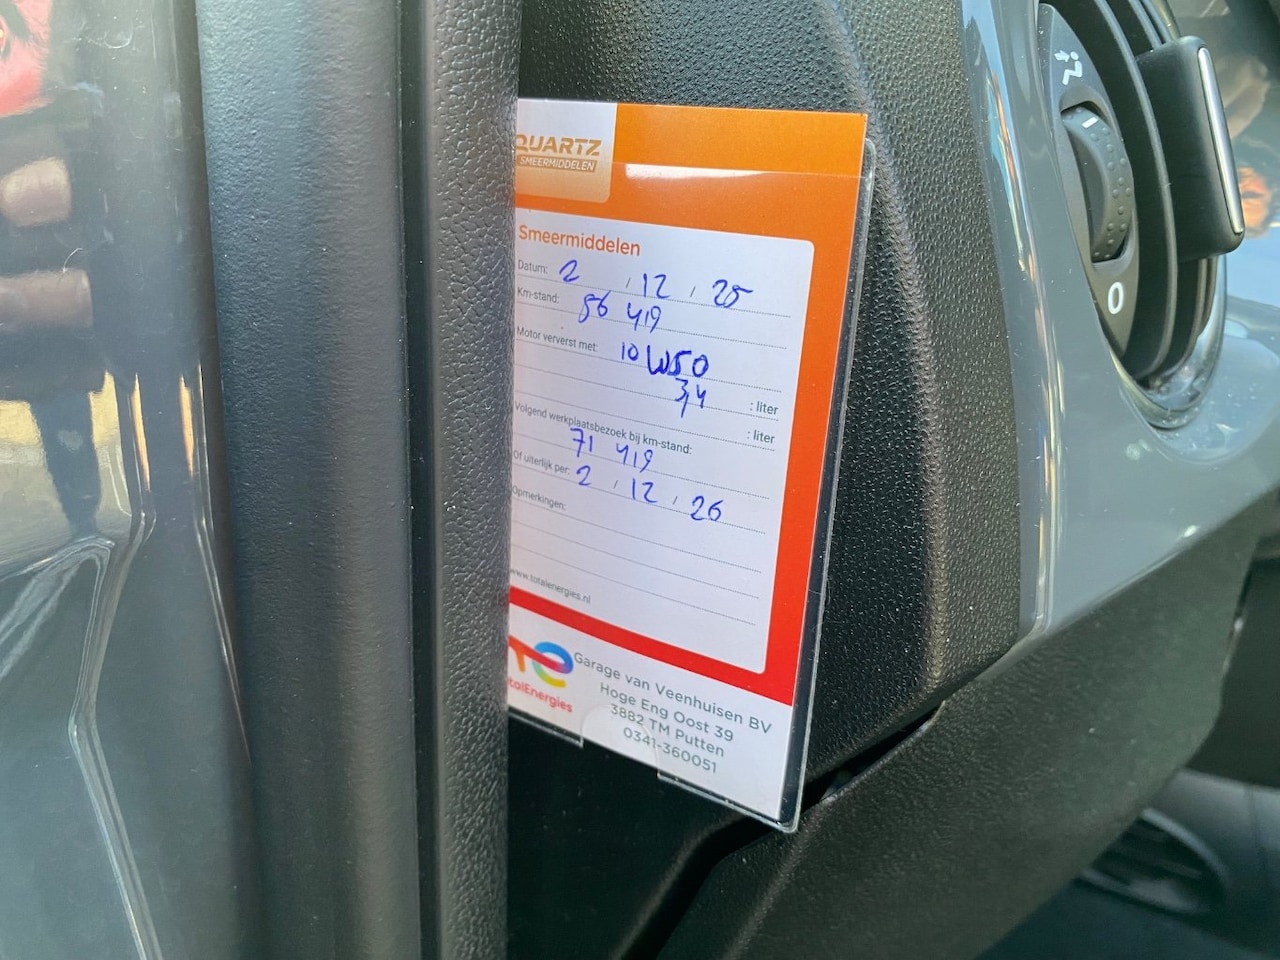 QUARTZ
SMEERMIDDELEN
Smeermiddelen
Datum: 2 / 12 / 25
Km-stand: 56 419
Motor ververst met: 10W50
3,4 : liter
: liter
Volgend werkplaatsbezoek bij km-stand:
71 419
Of uiterlijk per: 2 / 12 / 26
Opmerkingen:
www.totalenergies.nl
TotalEnergies
Garage van Veenhuisen BV
Hoge Eng Oost 39
3882 TM Putten
0341-360051
0